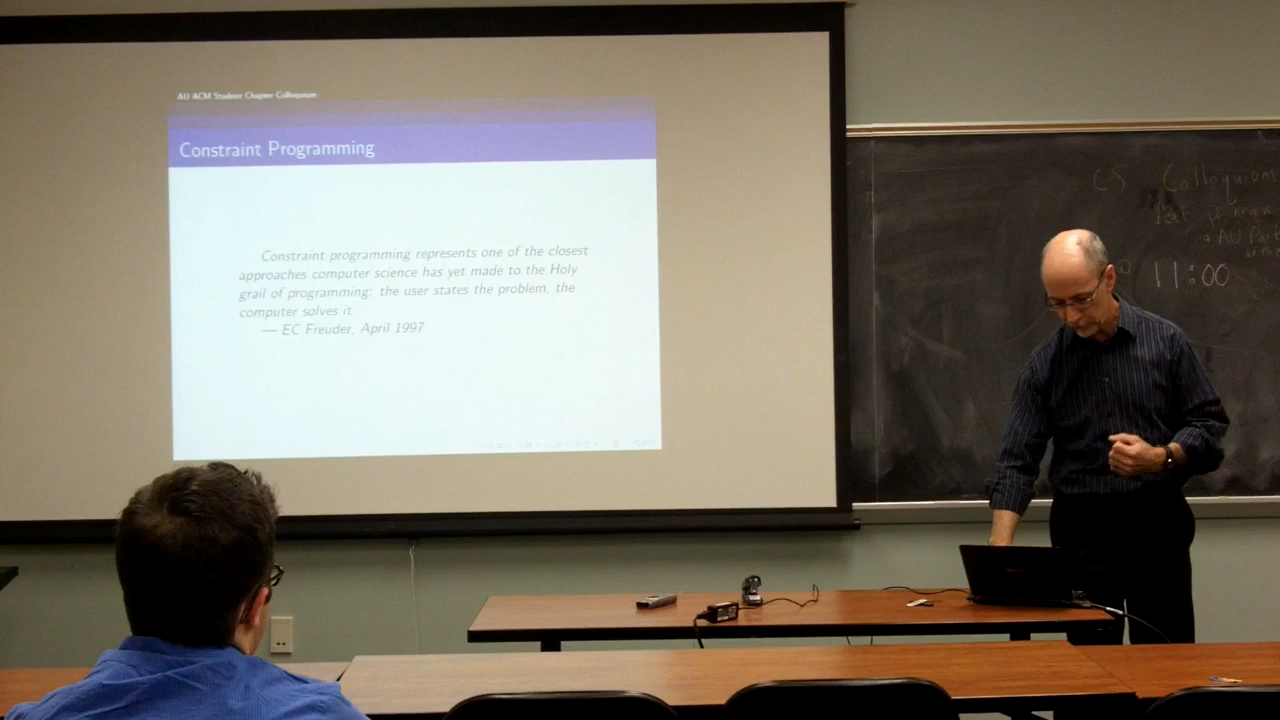 AU ACM Student Chapter Colloquium
Constraint Programming
Constraint programming represents one of the closest
approaches computer science has yet made to the Holy
grail of programming: the user states the problem, the
computer solves it
— EC Freuder, April 1997
CS Colloquium
AU
11:00